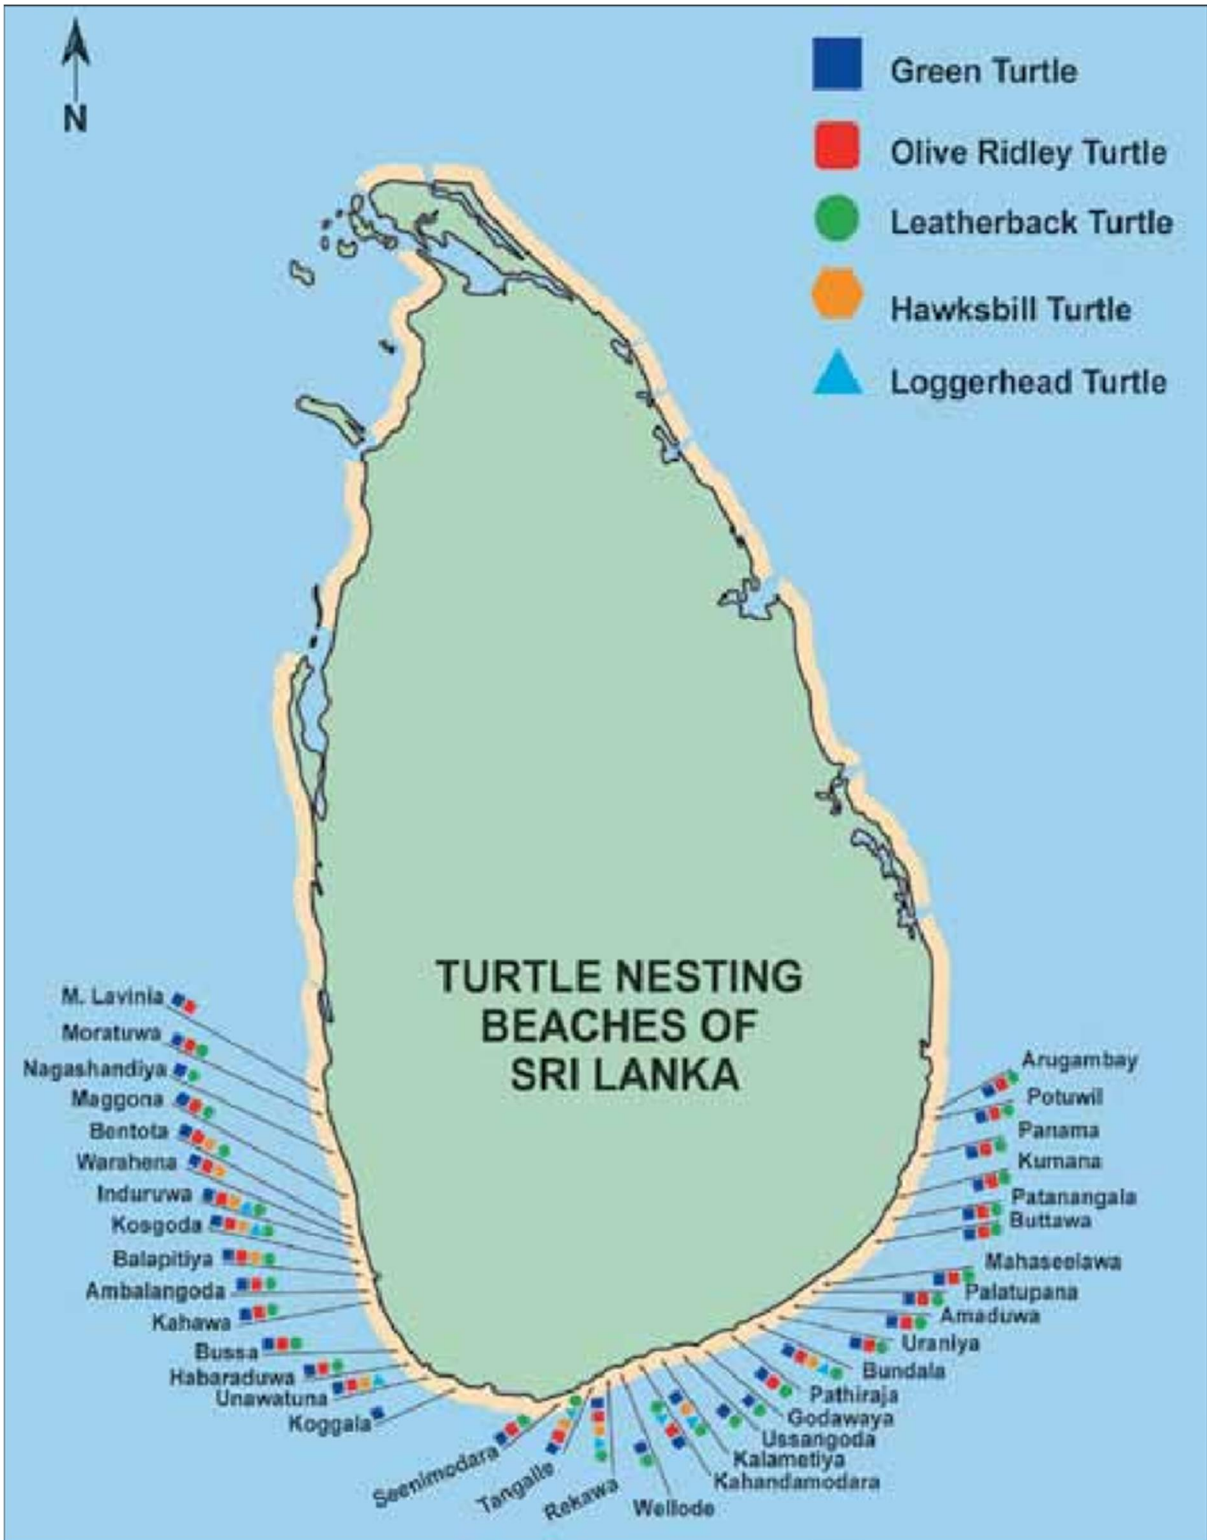 N
Green Turtle
Olive Ridley Turtle
Leatherback Turtle
Hawksbill Turtle
Loggerhead Turtle
TURTLE NESTING
BEACHES OF
SRI LANKA
M. Lavinia
Moratuwa
Nagashandiya
Maggona
Bentota
Warahena
Induruwa
Kosgoda
Balapitiya
Ambalangoda
Kahawa
Bussa
Habaraduwa
Unawatuna
Koggala
Seenimodara
Tangalle
Rekawa
Wellode
Kahandamodara
Kalametiya
Ussangoda
Godawaya
Pathiraja
Bundala
Uraniya
Amaduwa
Palatupana
Mahaseelawa
Buttawa
Patanangala
Kumana
Panama
Potuwil
Arugambay